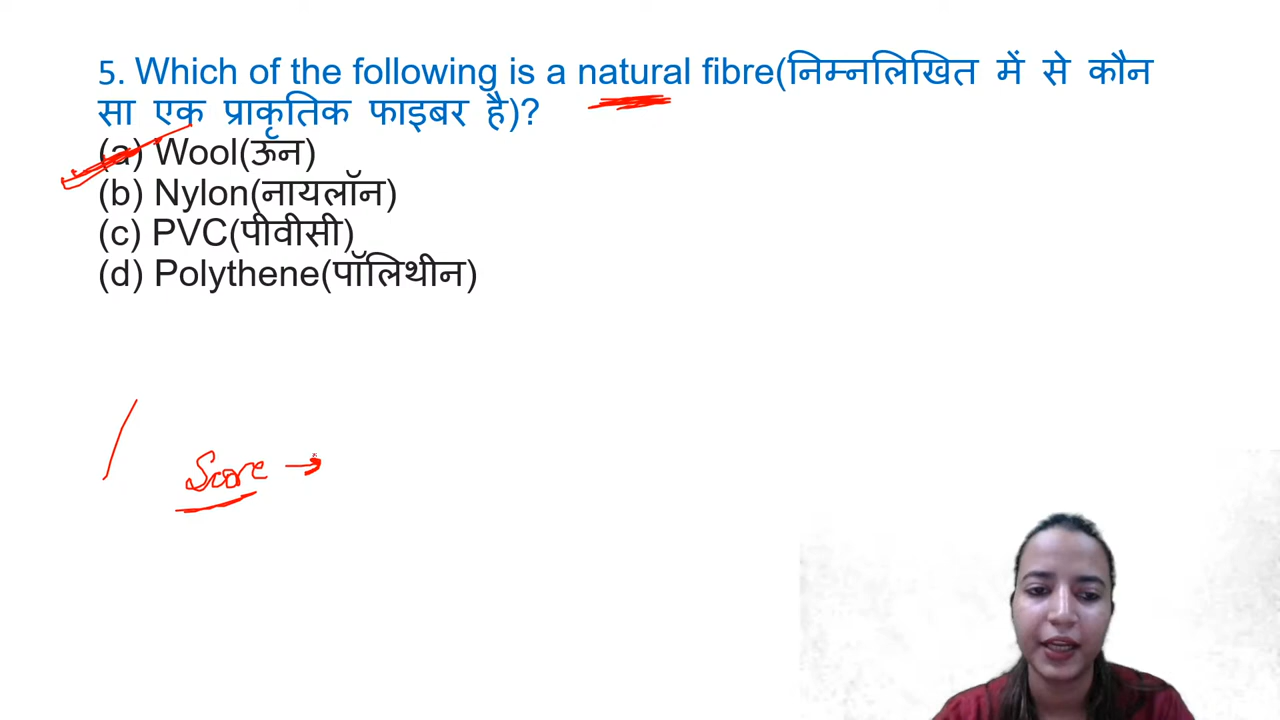 5. Which of the following is a natural fibre(निम्नलिखित में से कौन
सा एक प्राकृतिक फाइबर है)?
(a) Wool(ऊन)
(b) Nylon(नायलॉन)
(c) PVC(पीवीसी)
(d) Polythene(पॉलिथीन)
Score →